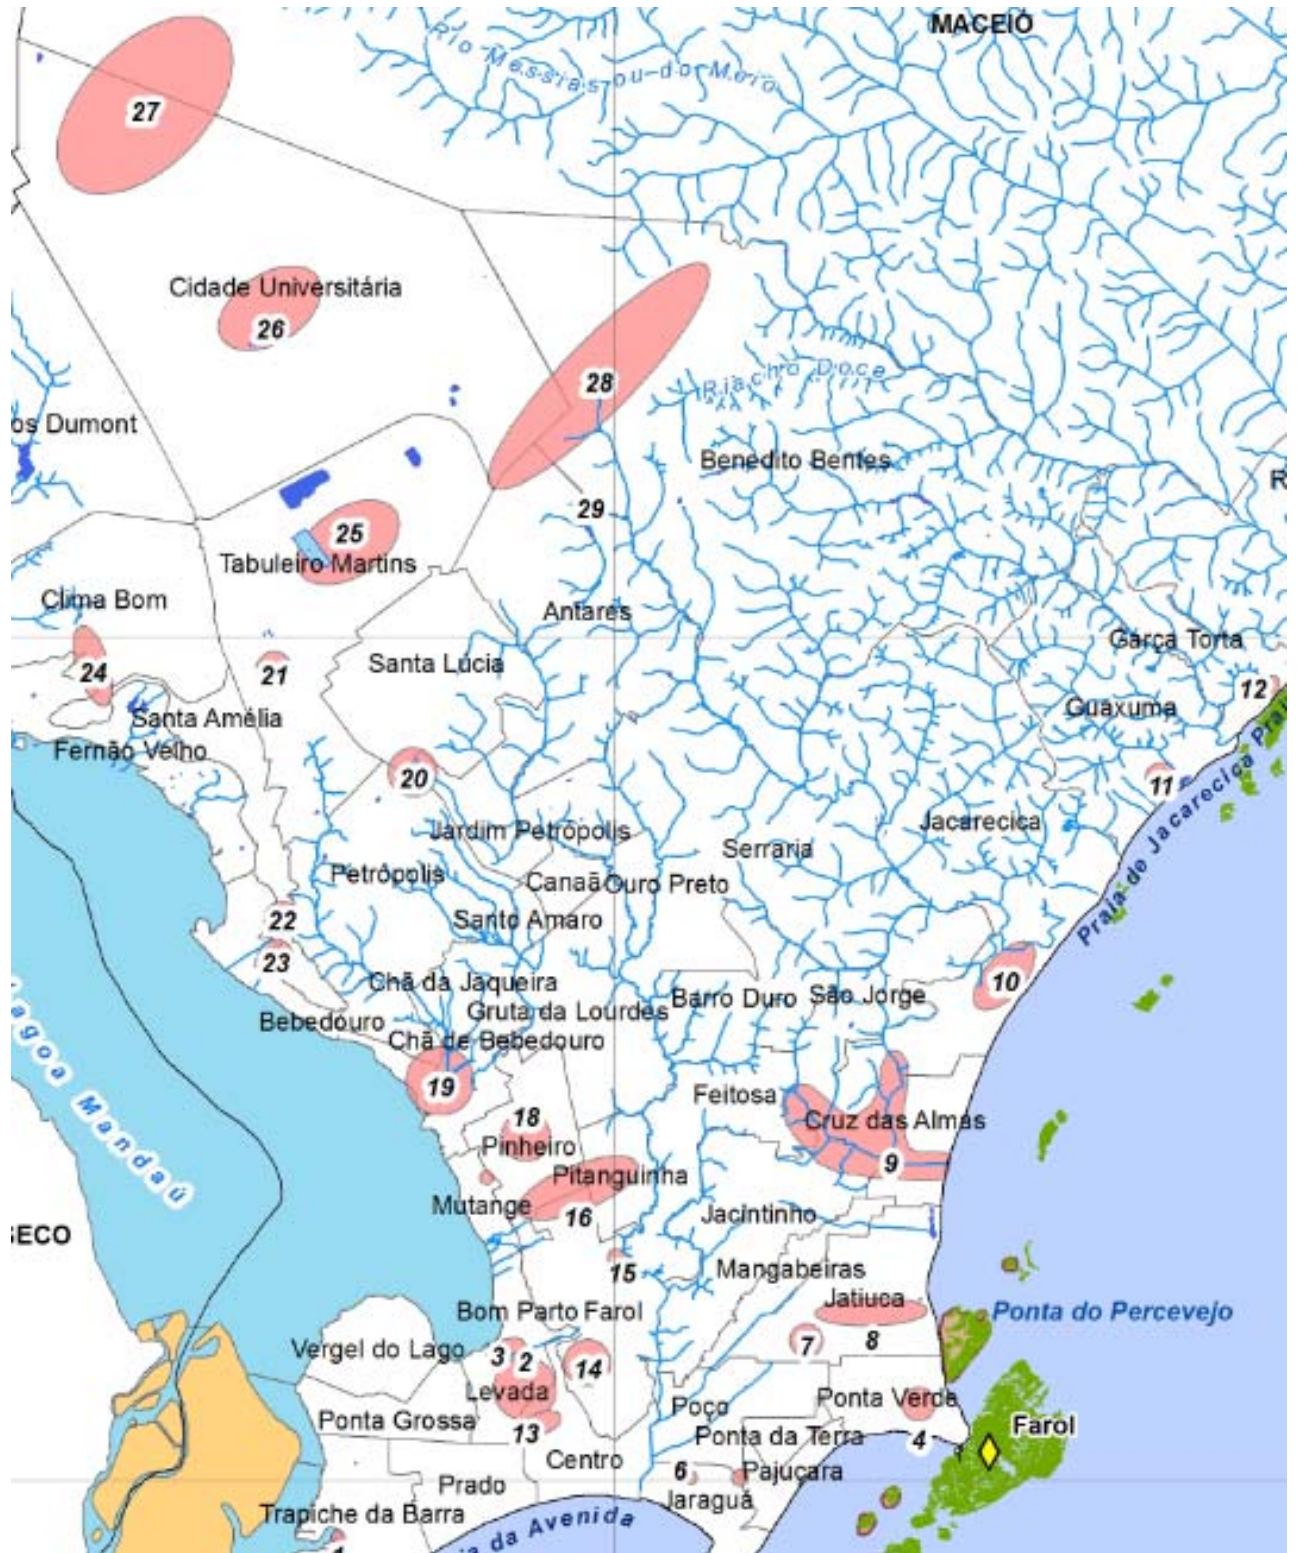 MACEIÓ
Rio Messias ou do Meio
27
Cidade Universitária
26
28
Riacho Doce
os Dumont
Benedito Bentes
R
25
29
Tabuleiro Martins
Clima Bom
Antares
Garça Torta
24
21
Santa Lúcia
12
Santa Amélia
Guaxuma
Fernão Velho
20
11
Praia de Jacarecica
Prai
Jardim Petrópolis
Jacarecica
Serraria
Petrópolis
Canaã
Ouro Preto
22
Santo Amaro
23
Chã da Jaqueira
10
Barro Duro
São Jorge
Gruta da Lourdes
Bebedouro
Chã de Bebedouro
Lagoa Mandaú
19
Feitosa
18
Cruz das Almas
Pinheiro
9
Pitanguinha
Mutange
16
Jacintinho
SECO
15
Mangabeiras
Jatiuca
Bom Parto
Farol
Ponta do Percevejo
Vergel do Lago
3
2
14
7
8
Levada
Ponta Verde
Poço
Ponta Grossa
13
Farol
Centro
Ponta da Terra
4
6
Pajuçara
Prado
Jaraguá
Trapiche da Barra
ia da Avenida
1